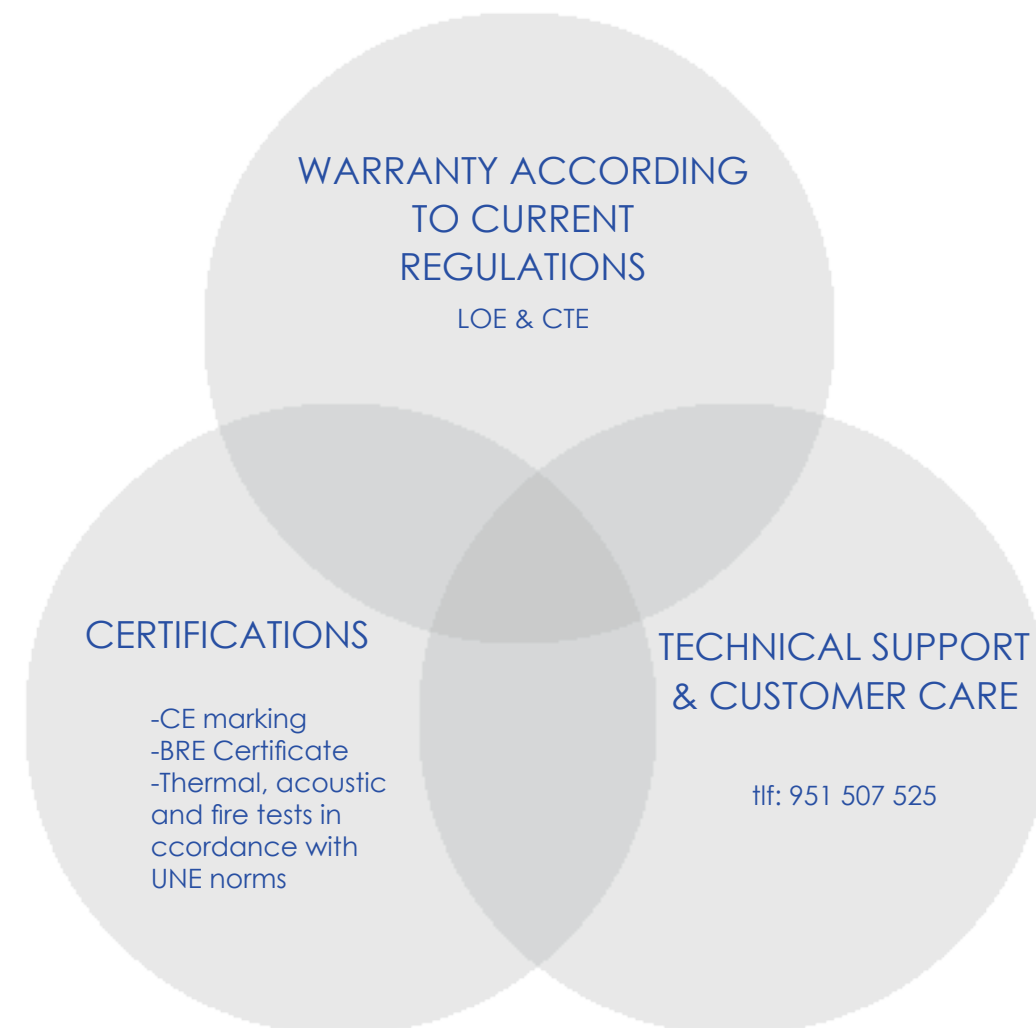 WARRANTY ACCORDING
TO CURRENT
REGULATIONS
LOE & CTE
CERTIFICATIONS
-CE marking
-BRE Certificate
-Thermal, acoustic
and fire tests in
ccordance with
UNE norms
TECHNICAL SUPPORT
& CUSTOMER CARE
tlf: 951 507 525